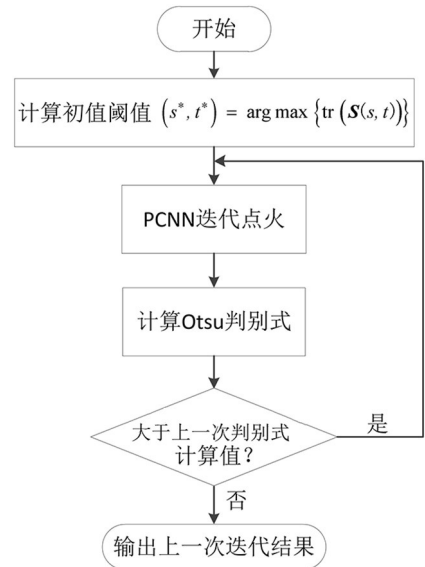 开始
计算初值阈值 (s*, t*) = arg max {tr (S(s, t))}
PCNN迭代点火
计算Otsu判别式
大于上一次判别式
计算值？
是
否
输出上一次迭代结果